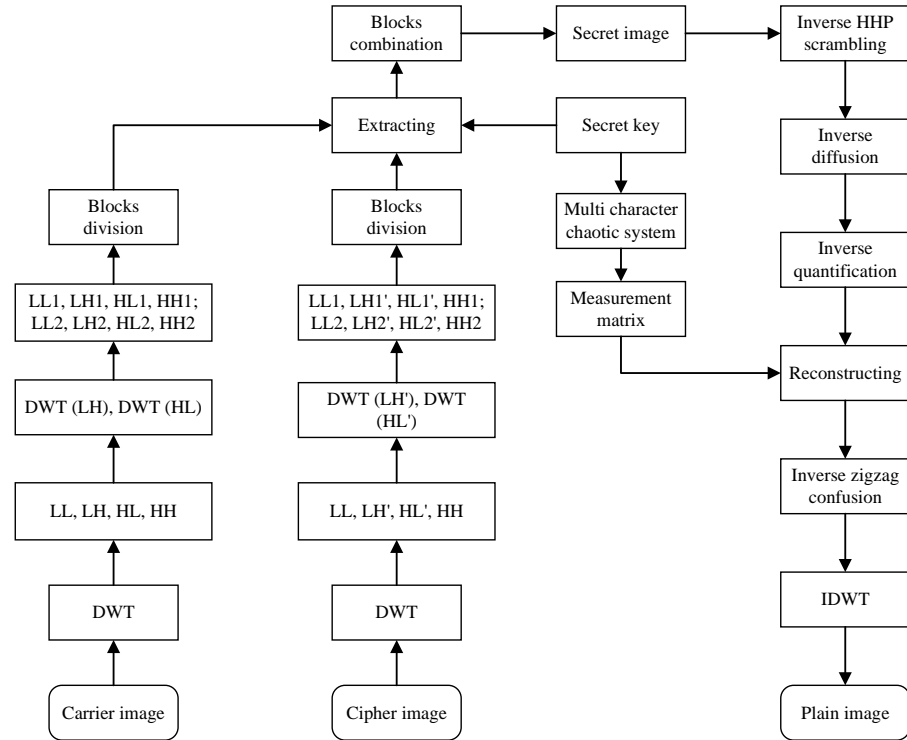 Blocks
combination
Secret image
Inverse HHP
scrambling
Extracting
Secret key
Inverse
diffusion
Blocks
division
Blocks
division
Multi character
chaotic system
Inverse
quantification
LL1, LH1, HL1, HH1;
LL2, LH2, HL2, HH2
LL1, LH1', HL1', HH1;
LL2, LH2', HL2', HH2
Measurement
matrix
Reconstructing
DWT (LH), DWT (HL)
DWT (LH'), DWT
(HL')
Inverse zigzag
confusion
LL, LH, HL, HH
LL, LH', HL', HH
DWT
DWT
IDWT
Carrier image
Cipher image
Plain image